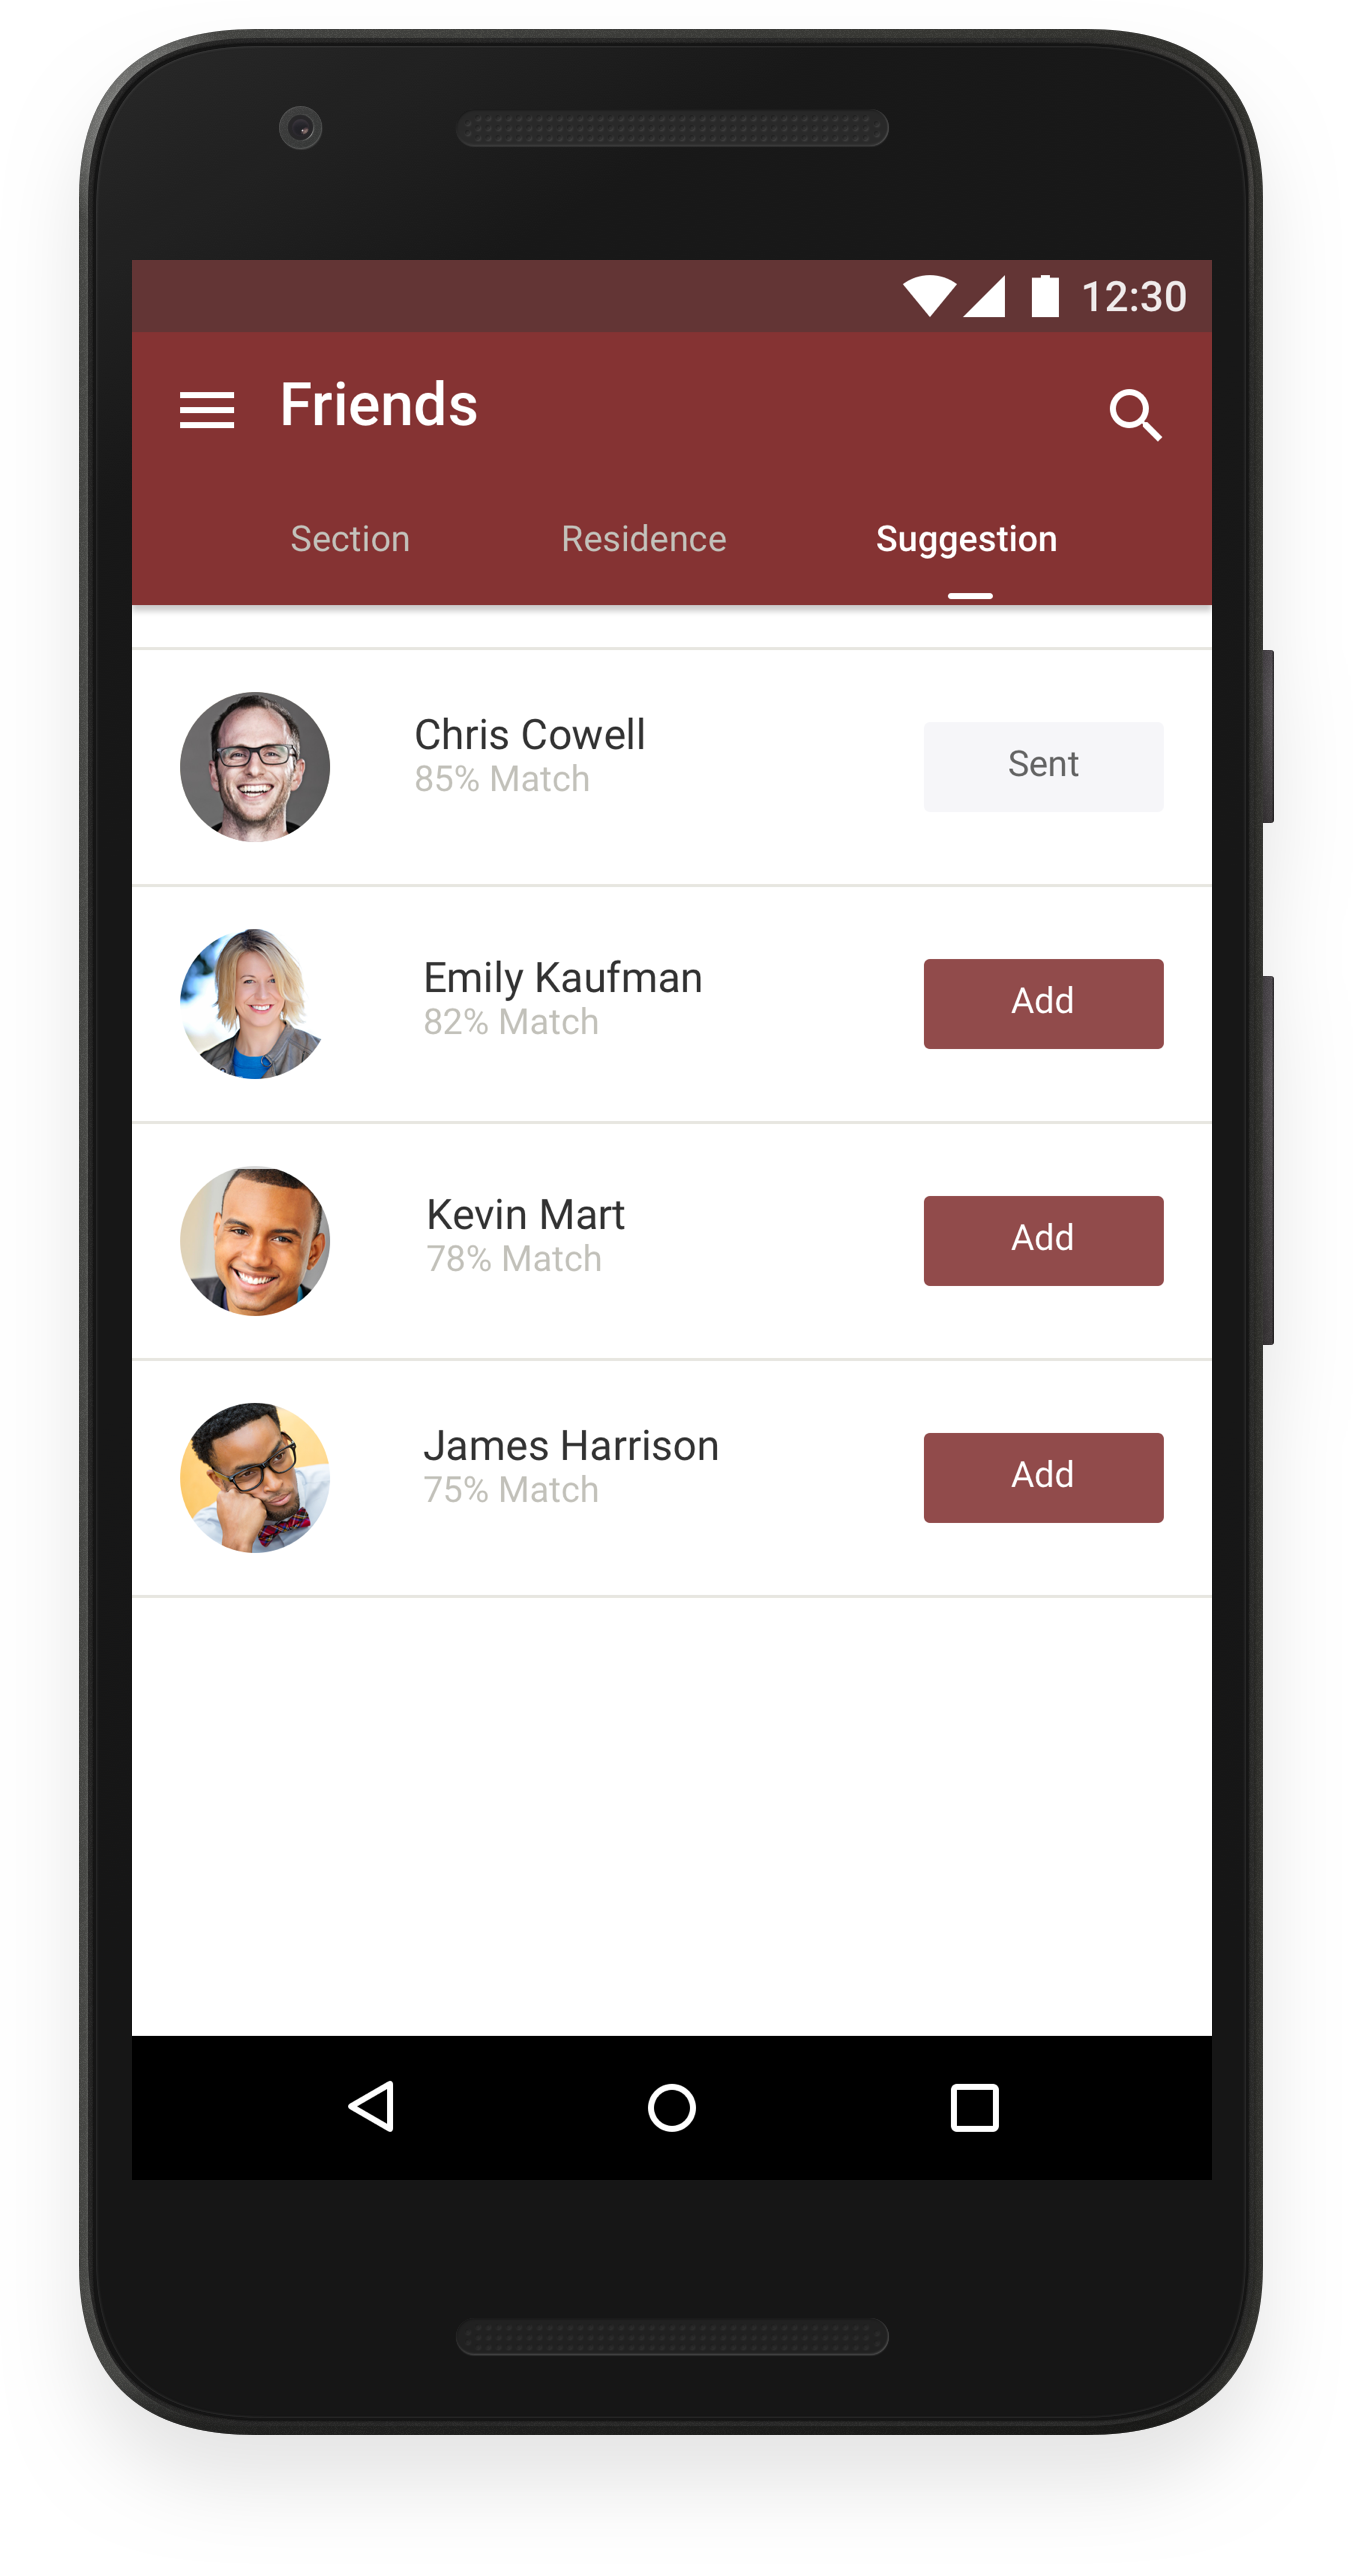 12:30
Friends
Section Residence Suggestion
Chris Cowell
85% Match
Sent
Emily Kaufman
82% Match
Add
Kevin Mart
78% Match
Add
James Harrison
75% Match
Add